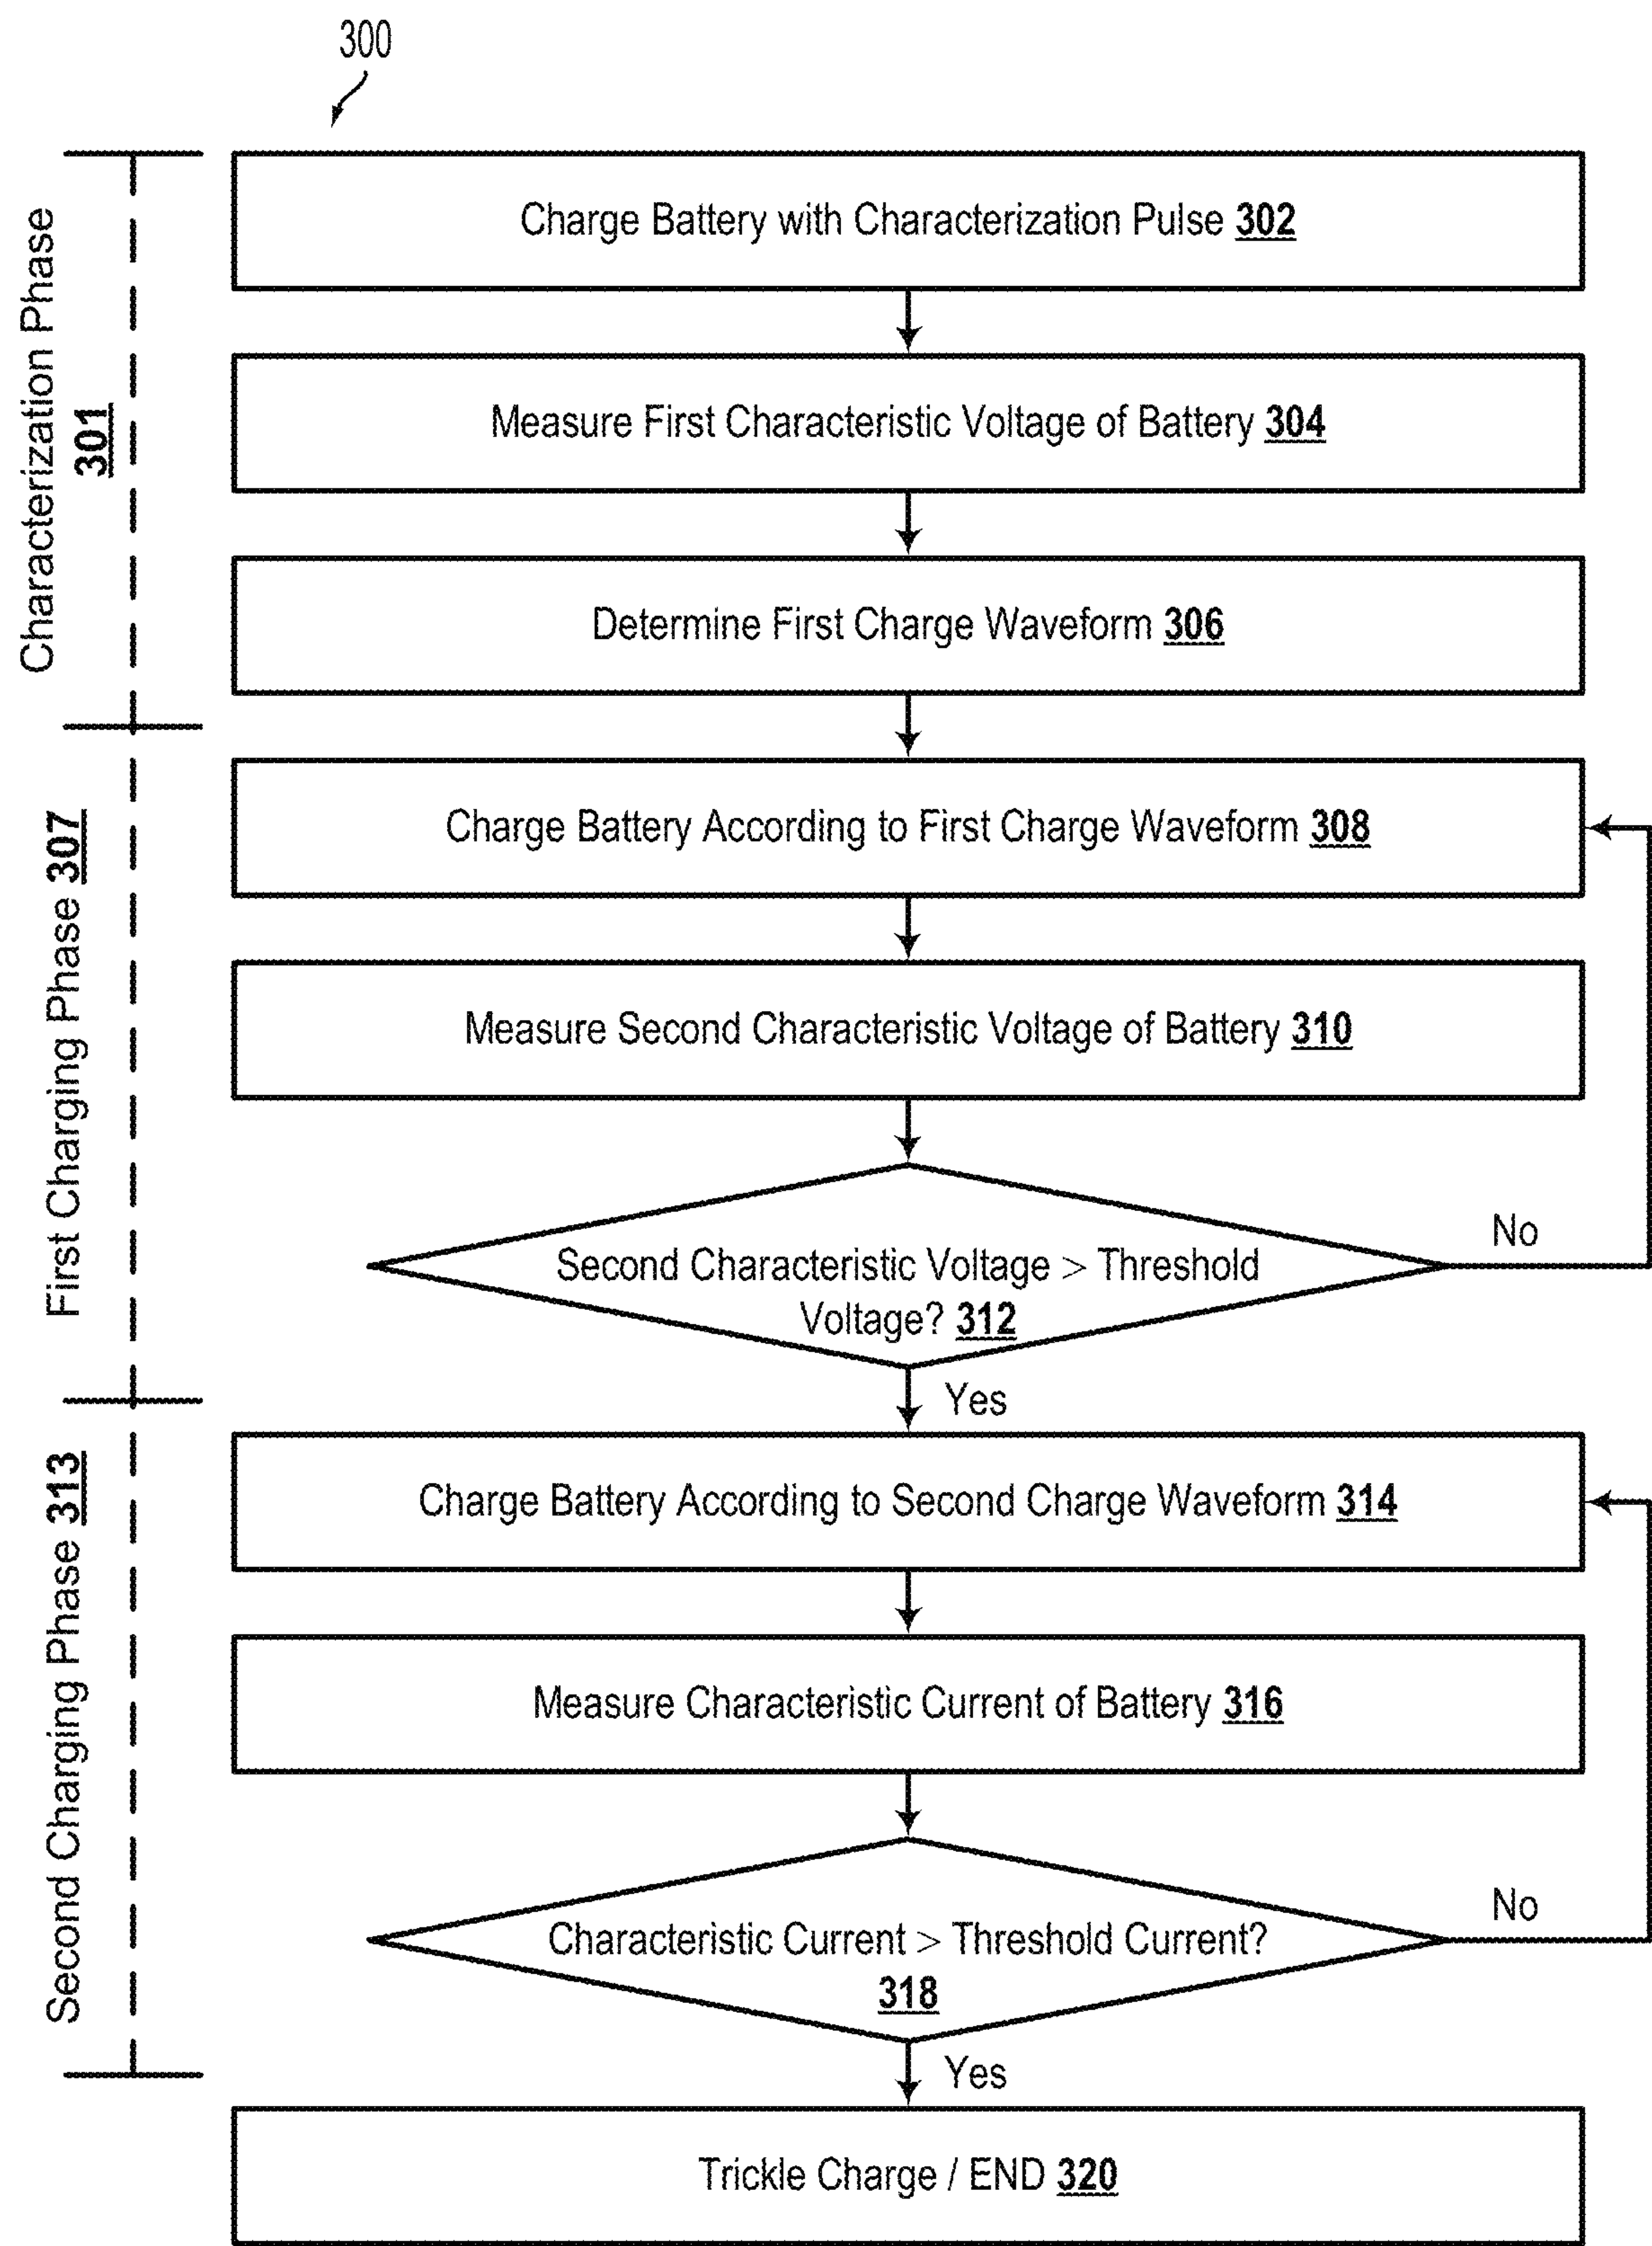 300
Characterization Phase
301
Charge Battery with Characterization Pulse 302
Measure First Characteristic Voltage of Battery 304
Determine First Charge Waveform 306
First Charging Phase 307
Charge Battery According to First Charge Waveform 308
Measure Second Characteristic Voltage of Battery 310
Second Characteristic Voltage > Threshold
Voltage? 312
No
Yes
Second Charging Phase 313
Charge Battery According to Second Charge Waveform 314
Measure Characteristic Current of Battery 316
Characteristic Current > Threshold Current?
318
No
Yes
Trickle Charge / END 320